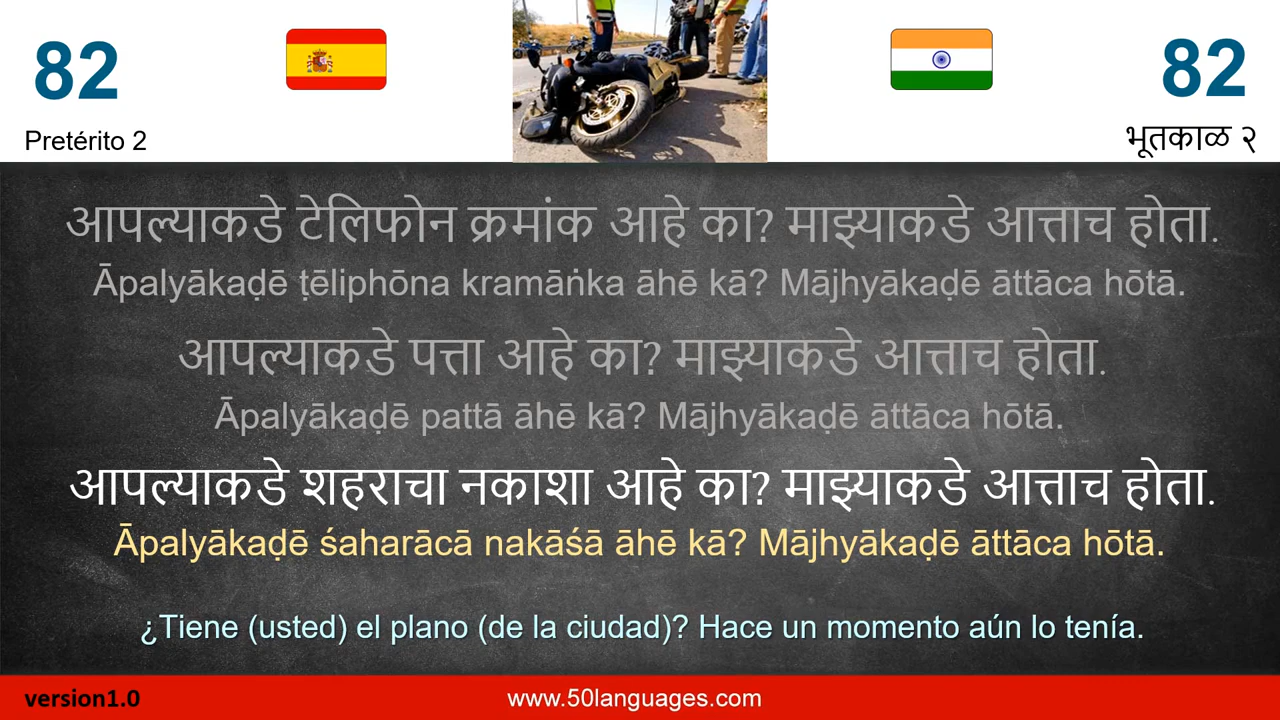 82
82
Pretérito 2
भूतकाळ २
आपल्याकडे टेलिफोन क्रमांक आहे का? माझ्याकडे आत्ताच होता.
Āpalyākaḍē ṭēliphōna kramāṅka āhē kā? Mājhyākaḍē āttāca hōtā.
आपल्याकडे पत्ता आहे का? माझ्याकडे आत्ताच होता.
Āpalyākaḍē pattā āhē kā? Mājhyākaḍē āttāca hōtā.
आपल्याकडे शहराचा नकाशा आहे का? माझ्याकडे आत्ताच होता.
Āpalyākaḍē śaharācā nakāśā āhē kā? Mājhyākaḍē āttāca hōtā.
¿Tiene (usted) el plano (de la ciudad)? Hace un momento aún lo tenía.
version1.0
www.50languages.com